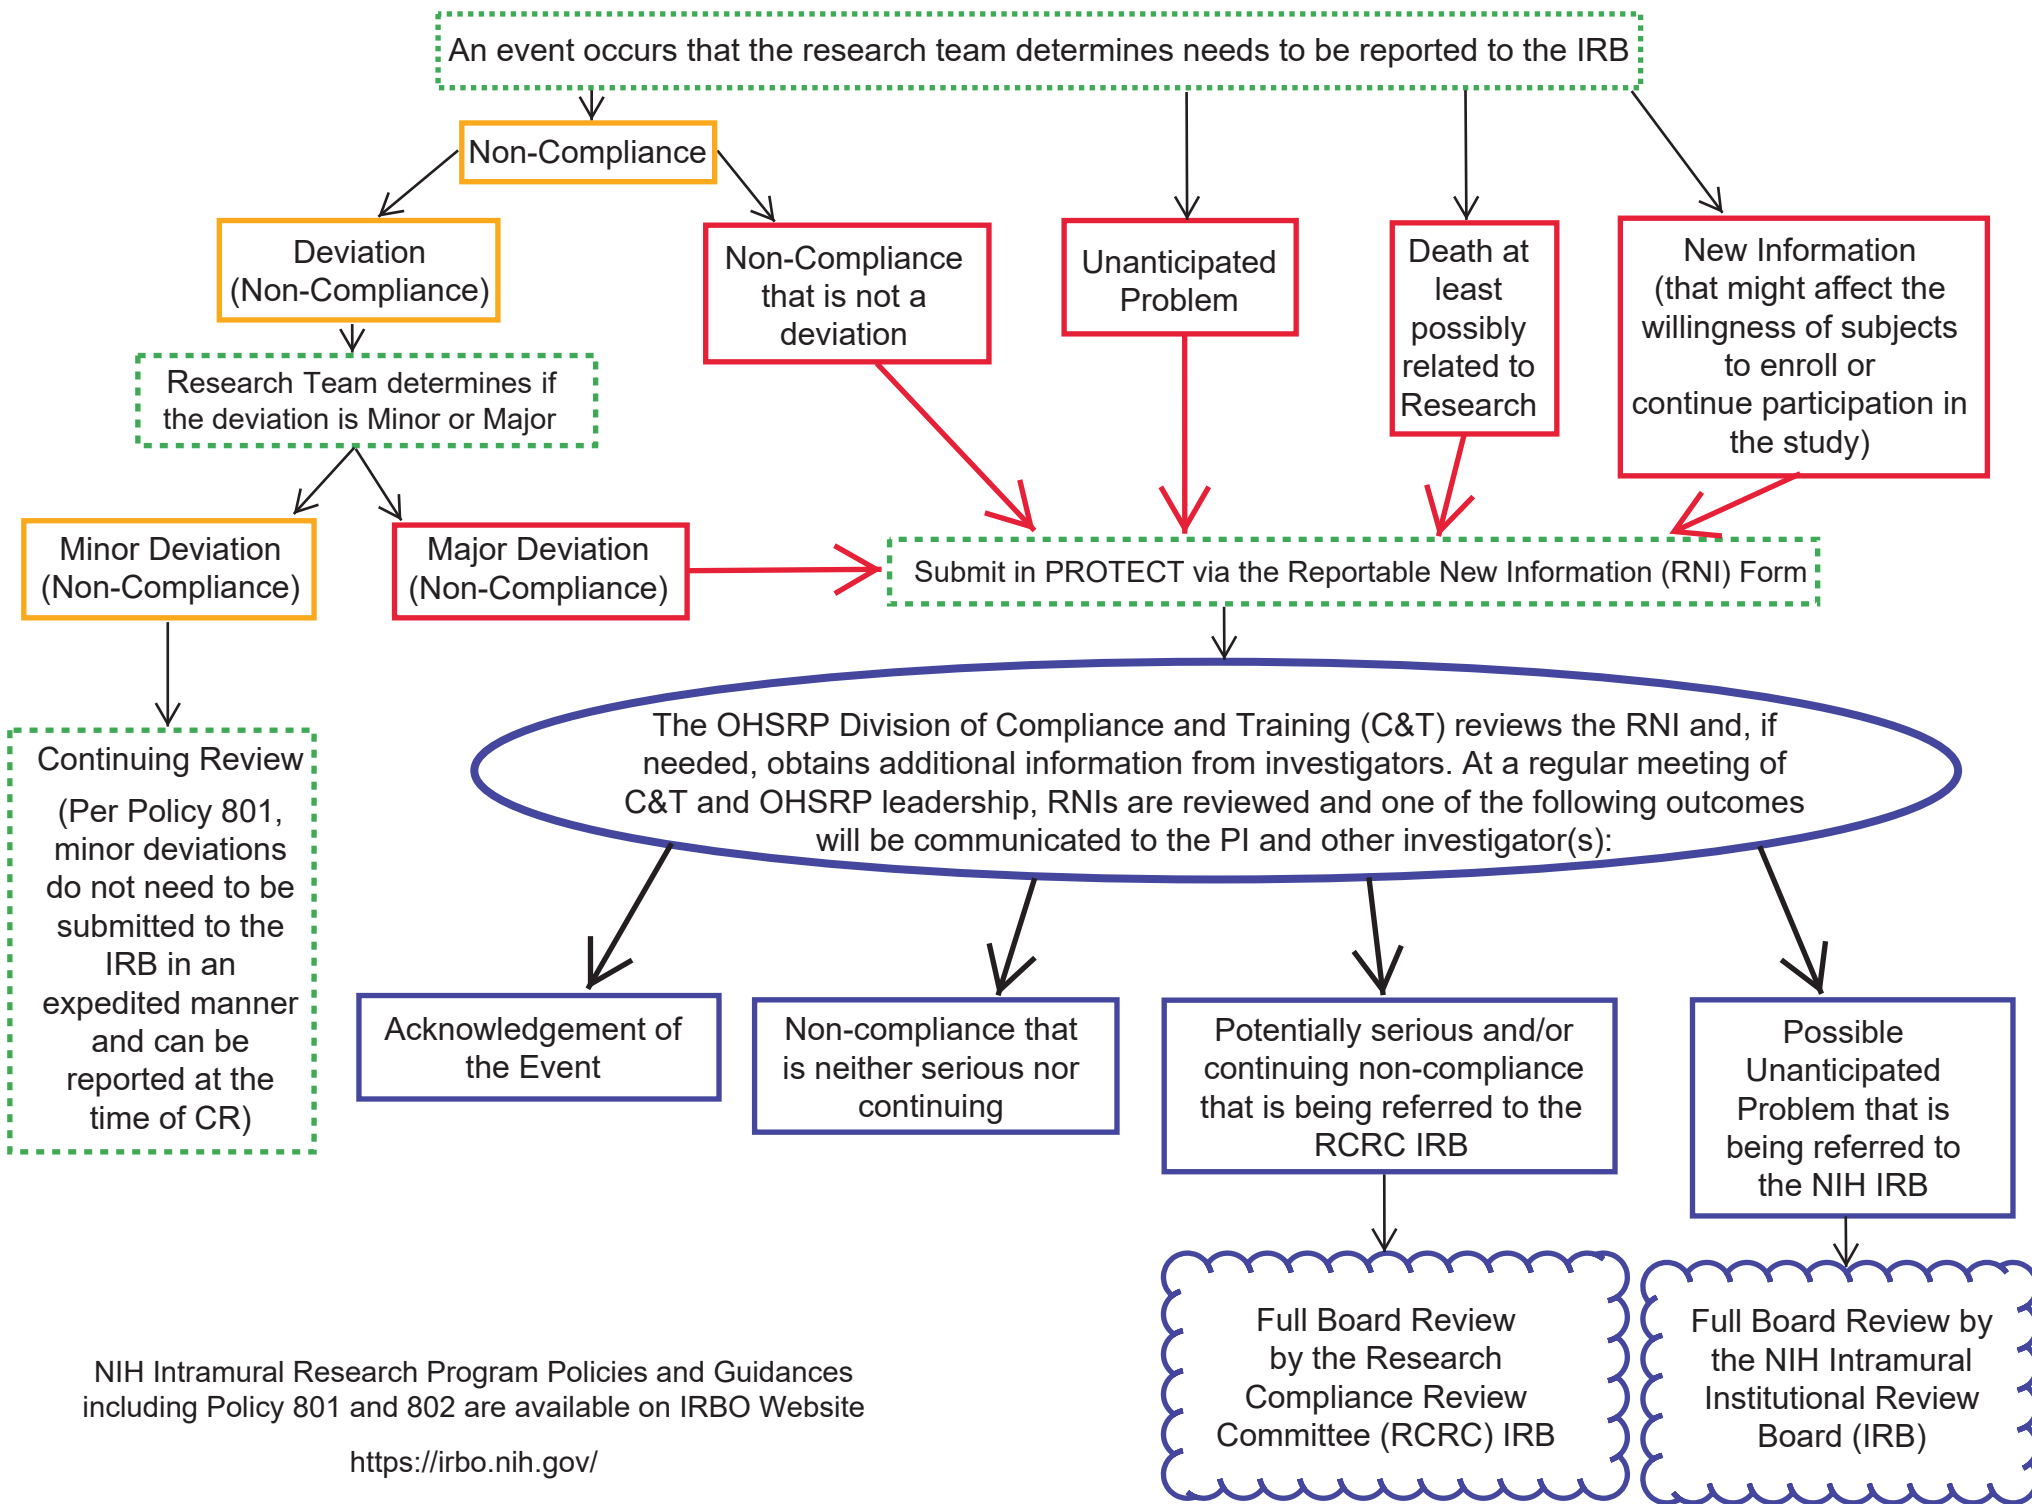 An event occurs that the research team determines needs to be reported to the IRB
Non-Compliance
Deviation
(Non-Compliance)
Non-Compliance
that is not a
deviation
Unanticipated
Problem
Death at
least
possibly
related to
Research
New Information
(that might affect the
willingness of subjects
to enroll or
continue participation in
the study)
Research Team determines if
the deviation is Minor or Major
Minor Deviation
(Non-Compliance)
Major Deviation
(Non-Compliance)
Submit in PROTECT via the Reportable New Information (RNI) Form
Continuing Review
(Per Policy 801,
minor deviations
do not need to be
submitted to the
IRB in an
expedited manner
and can be
reported at the
time of CR)
The OHSRP Division of Compliance and Training (C&T) reviews the RNI and, if
needed, obtains additional information from investigators. At a regular meeting of
C&T and OHSRP leadership, RNIs are reviewed and one of the following outcomes
will be communicated to the PI and other investigator(s):
Acknowledgement of
the Event
Non-compliance that
is neither serious nor
continuing
Potentially serious and/or
continuing non-compliance
that is being referred to the
RCRC IRB
Possible
Unanticipated
Problem that is
being referred to
the NIH IRB
Full Board Review
by the Research
Compliance Review
Committee (RCRC) IRB
Full Board Review by
the NIH Intramural
Institutional Review
Board (IRB)
NIH Intramural Research Program Policies and Guidances
including Policy 801 and 802 are available on IRBO Website
https://irbo.nih.gov/